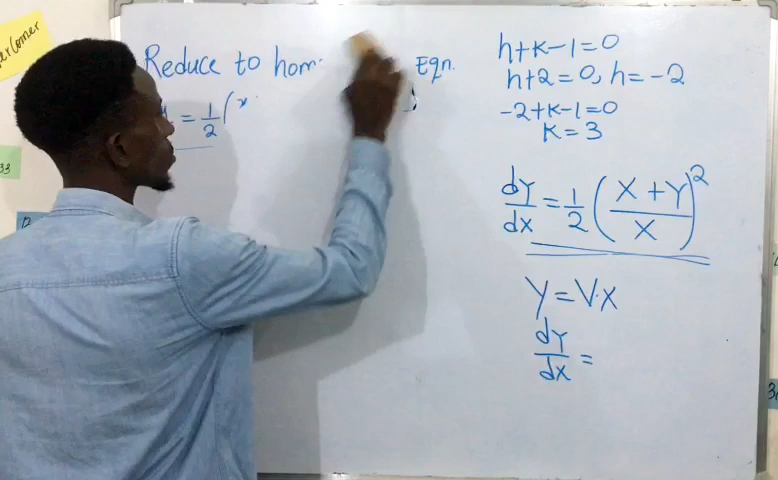 Reduce to hom Eqn.
= 1/2 (x
h+k-1=0
h+2=0, h=-2
-2+k-1=0
k=3
dY/dX = 1/2 (X+Y/X)^2
Y=V.X
dY/dX =
33